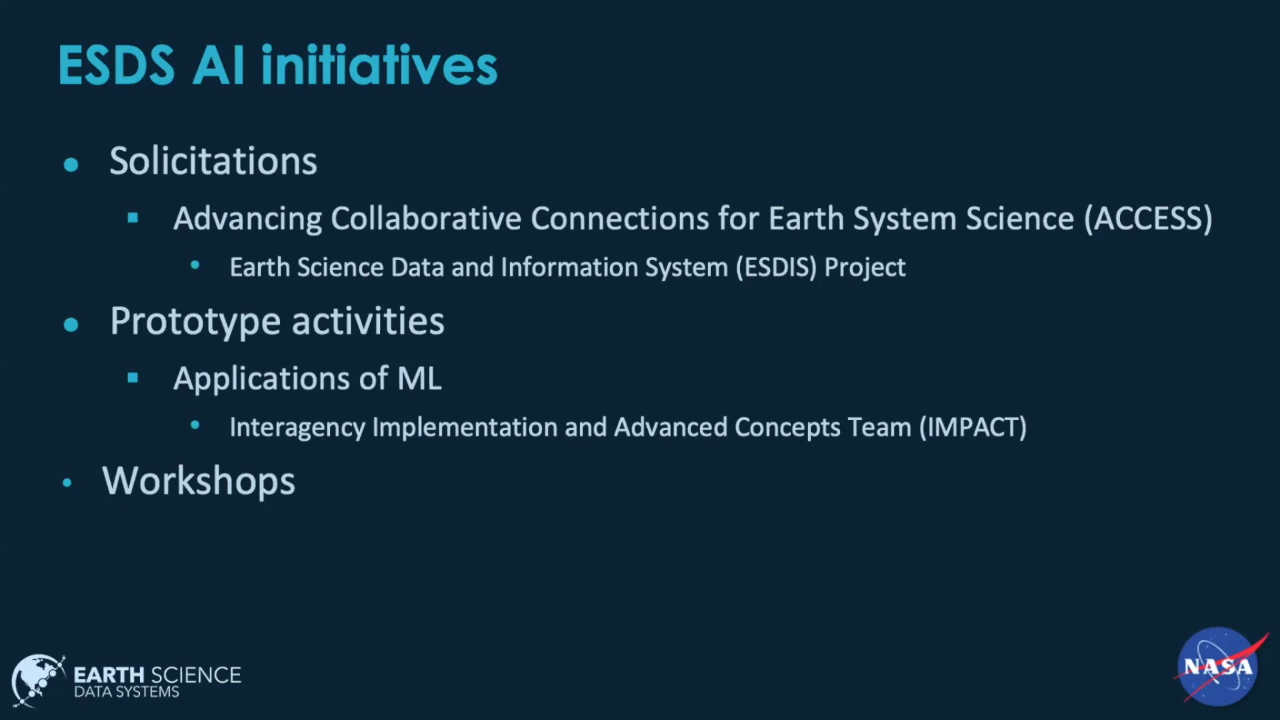 ESDS AI initiatives
Solicitations
Advancing Collaborative Connections for Earth System Science (ACCESS)
Earth Science Data and Information System (ESDIS) Project
Prototype activities
Applications of ML
Interagency Implementation and Advanced Concepts Team (IMPACT)
Workshops
EARTH SCIENCE
DATA SYSTEMS
NASA